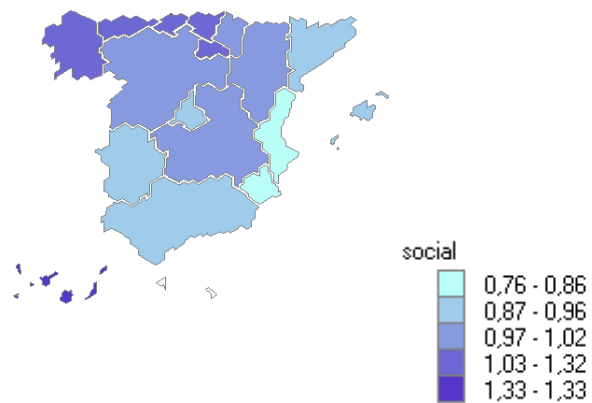 social
0,76 - 0,86
0,87 - 0,96
0,97 - 1,02
1,03 - 1,32
1,33 - 1,33